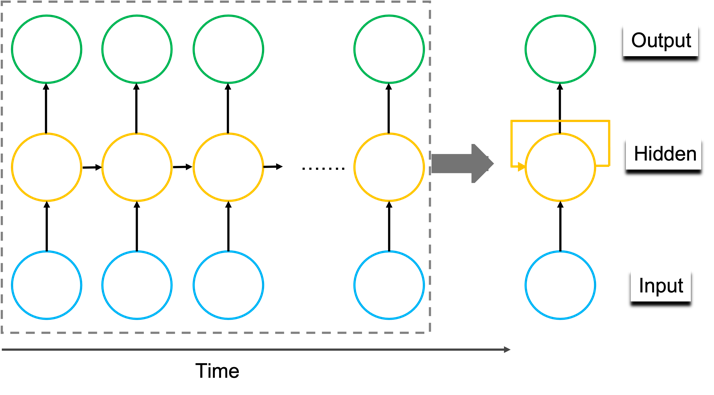 Output
Hidden
.......
Input
Time